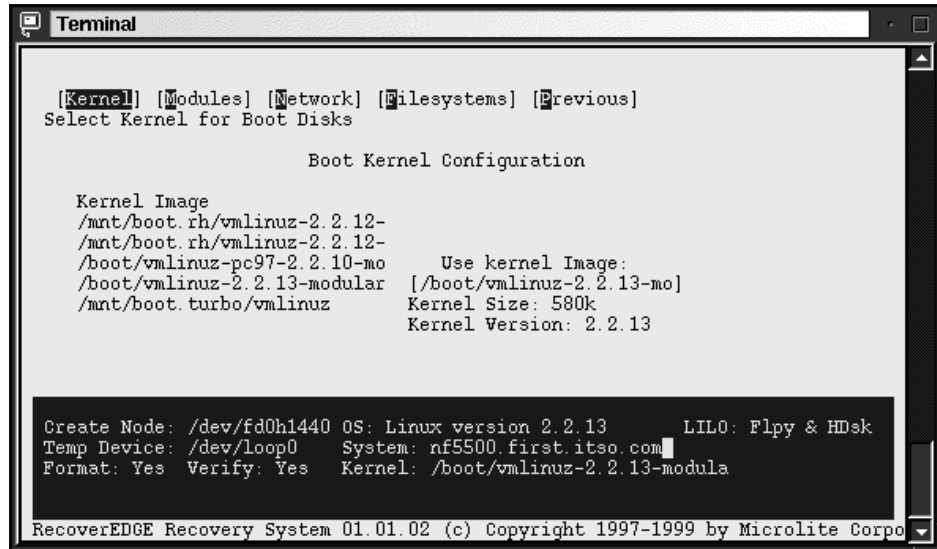 Terminal
[Kernel] [Modules] [Network] [Filesystems] [Previous]
Select Kernel for Boot Disks
Boot Kernel Configuration
Kernel Image
/mnt/boot.rh/vmlinuz-2.2.12-
/mnt/boot.rh/vmlinuz-2.2.12-
/boot/vmlinuz-pc97-2.2.10-mo Use kernel Image:
/boot/vmlinuz-2.2.13-modular [/boot/vmlinuz-2.2.13-mo]
/mnt/boot.turbo/vmlinuz Kernel Size: 580k
Kernel Version: 2.2.13
Create Node: /dev/fd0h1440 OS: Linux version 2.2.13 LILO: Flpy & HDsk
Temp Device: /dev/loop0 System: nf5500.first.itso.com
Format: Yes Verify: Yes Kernel: /boot/vmlinuz-2.2.13-modula
RecoverEDGE Recovery System 01.01.02 (c) Copyright 1997-1999 by Microlite Corpo